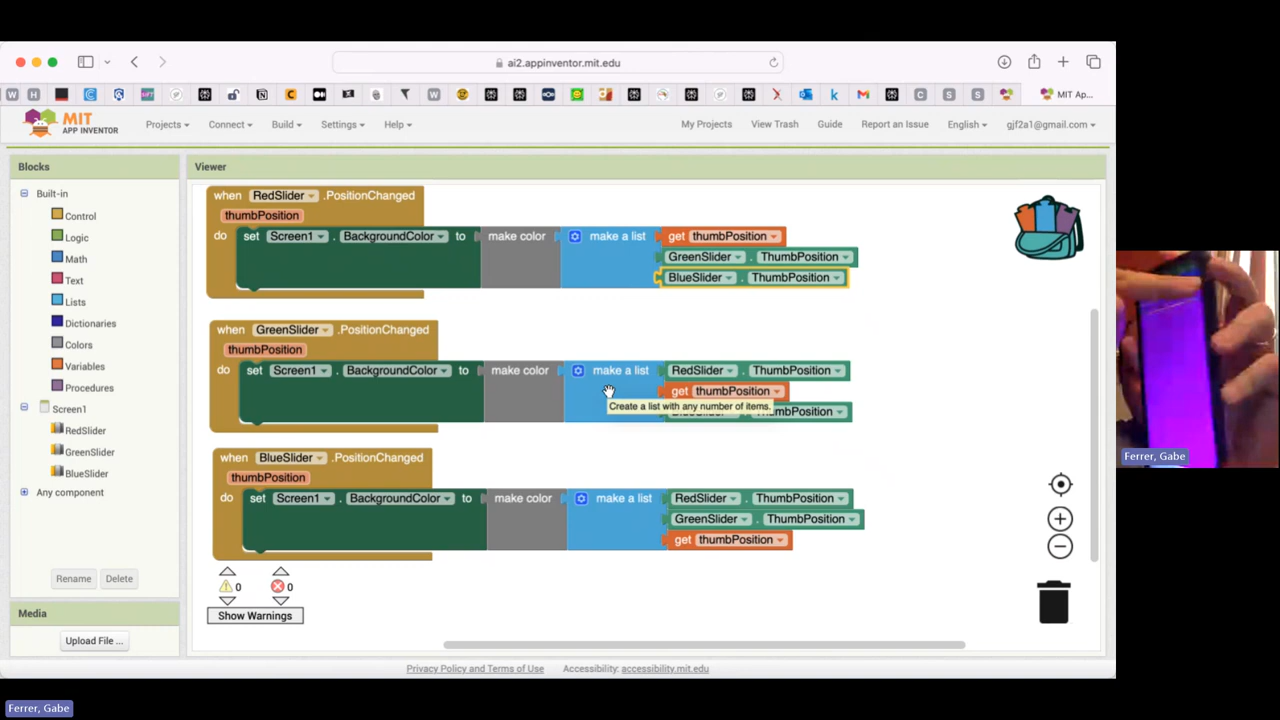 ai2.appinventor.mit.edu
MIT Ap...
MIT
APP INVENTOR
Projects Connect Build Settings Help
My Projects View Trash Guide Report an Issue English gjf2a1@gmail.com
Blocks
Viewer
Built-in
Control
Logic
Math
Text
Lists
Dictionaries
Colors
Variables
Procedures
Screen1
RedSlider
GreenSlider
BlueSlider
Any component
Rename Delete
Media
Upload File ...
when RedSlider .PositionChanged
thumbPosition
do set Screen1 . BackgroundColor to make color make a list get thumbPosition
GreenSlider . ThumbPosition
BlueSlider . ThumbPosition
when GreenSlider .PositionChanged
thumbPosition
do set Screen1 . BackgroundColor to make color make a list RedSlider . ThumbPosition
get thumbPosition
Create a list with any number of items.
ThumbPosition
when BlueSlider .PositionChanged
thumbPosition
do set Screen1 . BackgroundColor to make color make a list RedSlider . ThumbPosition
GreenSlider . ThumbPosition
get thumbPosition
0 0
Show Warnings
Privacy Policy and Terms of Use Accessibility: accessibility.mit.edu
Ferrer, Gabe
Ferrer, Gabe